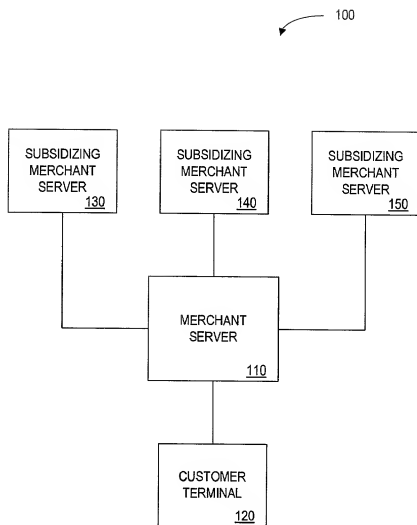 100
SUBSIDIZING
MERCHANT
SERVER
130
SUBSIDIZING
MERCHANT
SERVER
140
SUBSIDIZING
MERCHANT
SERVER
150
MERCHANT
SERVER
110
CUSTOMER
TERMINAL
120